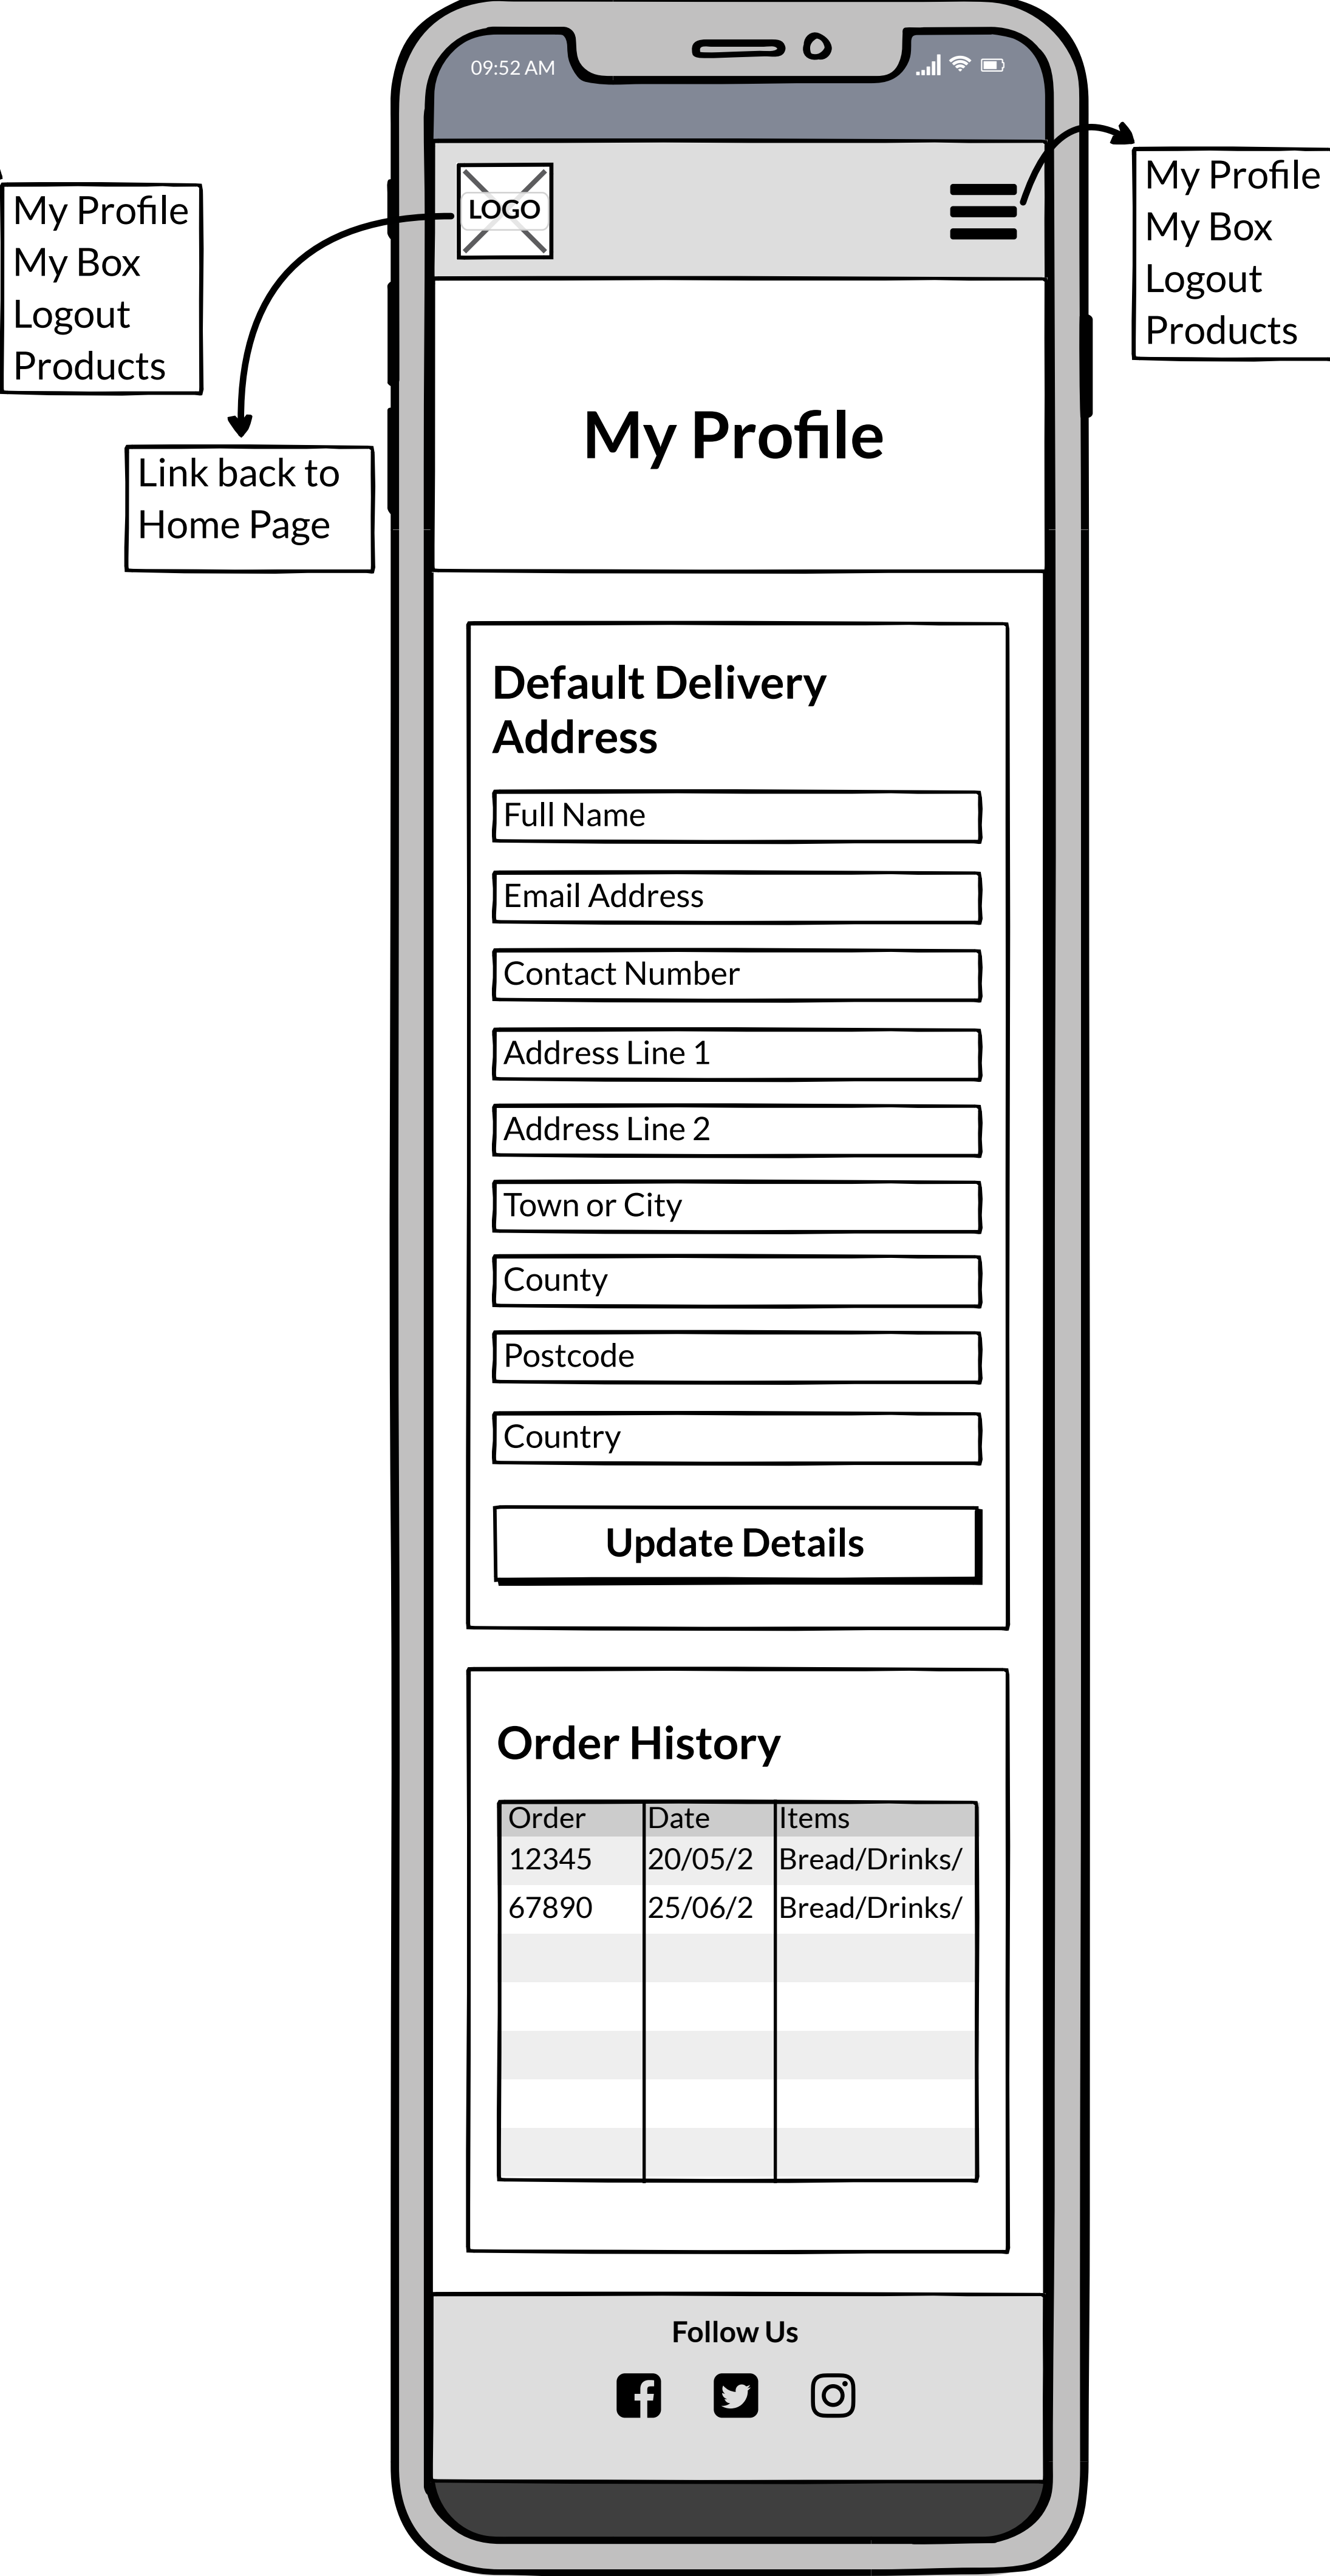 09:52 AM
My Profile
My Box
Logout
Products
LOGO
My Profile
My Box
Logout
Products
Link back to
Home Page
My Profile
Default Delivery
Address
Full Name
Email Address
Contact Number
Address Line 1
Address Line 2
Town or City
County
Postcode
Country
Update Details
Order History
Order Date Items
12345 20/05/2 Bread/Drinks/
67890 25/06/2 Bread/Drinks/
Follow Us